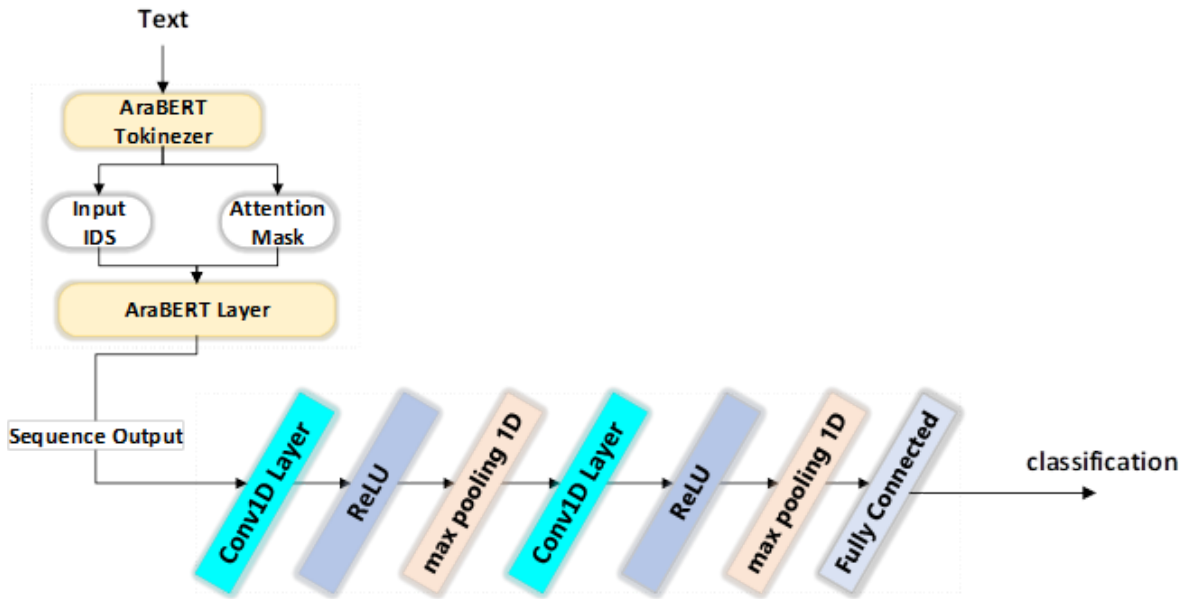 Text
AraBERT
Tokinezer
Input
IDS
Attention
Mask
AraBERT Layer
Sequence Output
Conv1D Layer
ReLU
max pooling 1D
Conv1D Layer
ReLU
max pooling 1D
Fully Connected
classification